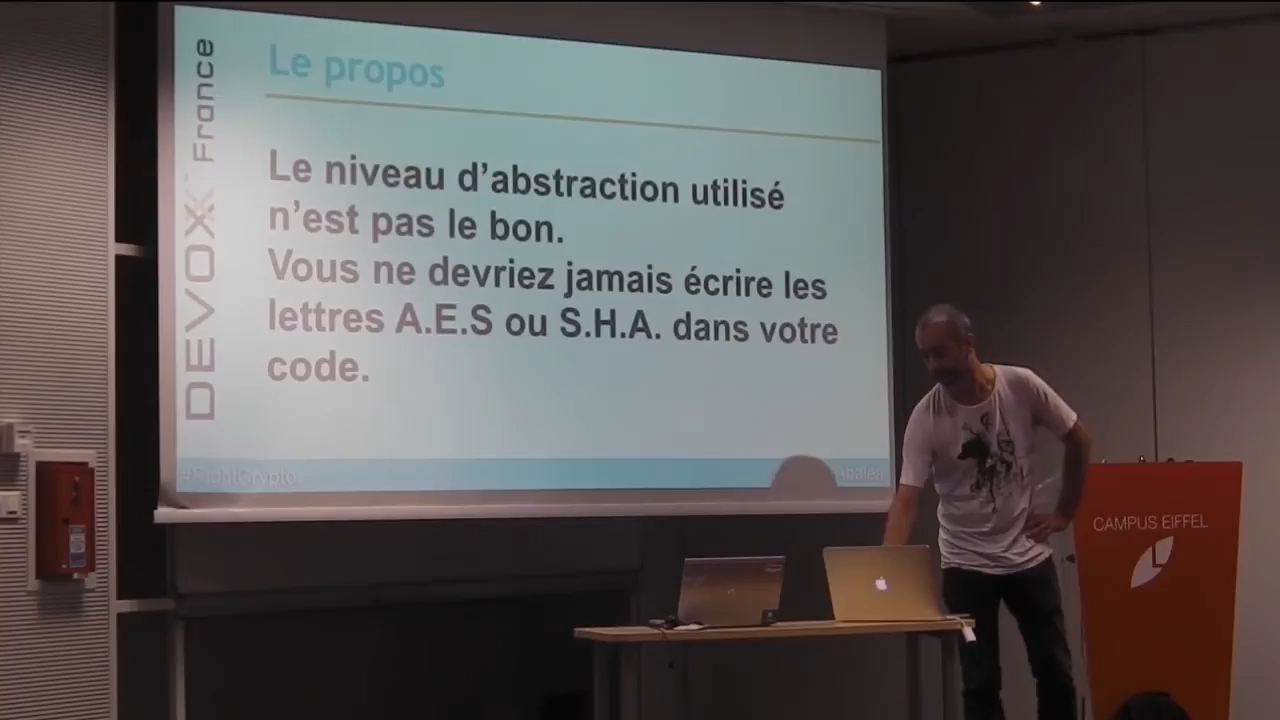 Le propos
DEVOXX France
Le niveau d'abstraction utilisé
n'est pas le bon.
Vous ne devriez jamais écrire les
lettres A.E.S ou S.H.A. dans votre
code.
CAMPUS EIFFEL